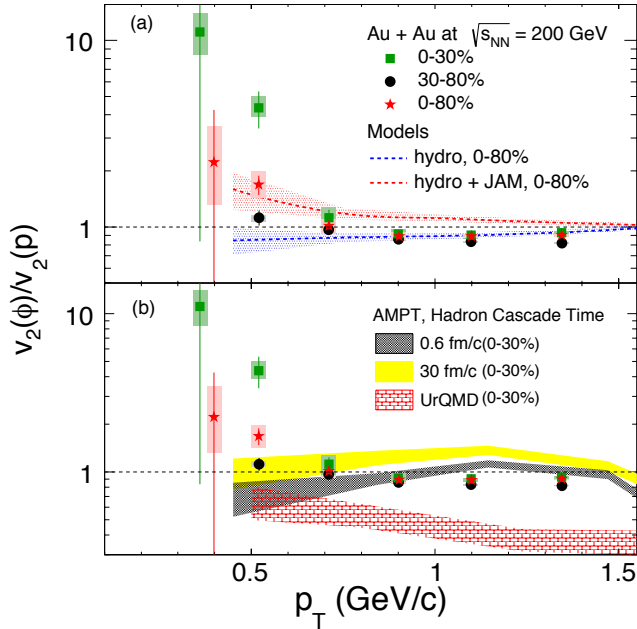 (a)
Au + Au at √s_NN = 200 GeV
0-30%
30-80%
0-80%
Models
hydro, 0-80%
hydro + JAM, 0-80%
10
1
v₂(ϕ)/v₂(p)
(b)
AMPT, Hadron Cascade Time
0.6 fm/c(0-30%)
30 fm/c (0-30%)
UrQMD (0-30%)
10
1
0.5
1
1.5
p_T (GeV/c)